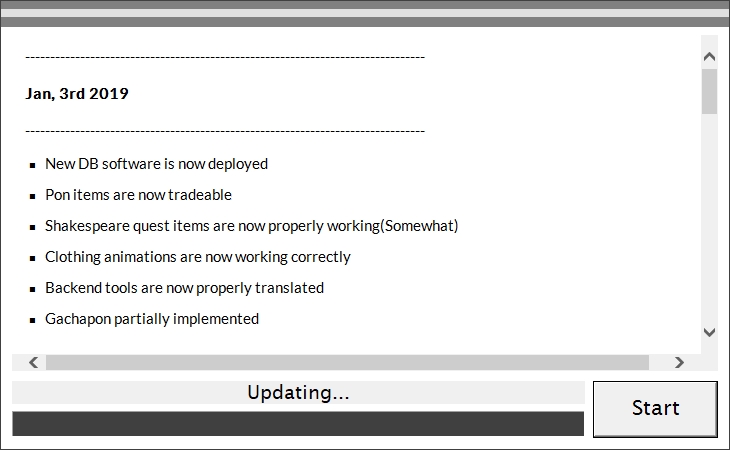 --------------------------------------------------------------------------------
Jan, 3rd 2019
--------------------------------------------------------------------------------
▪ New DB software is now deployed
▪ Pon items are now tradeable
▪ Shakespeare quest items are now properly working(Somewhat)
▪ Clothing animations are now working correctly
▪ Backend tools are now properly translated
▪ Gachapon partially implemented
Updating...
Start